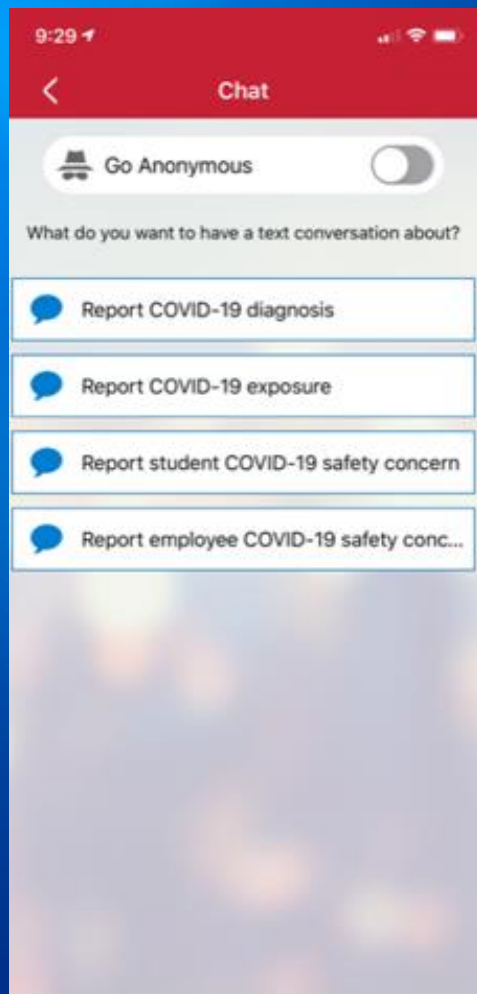 9:29
Chat
Go Anonymous
What do you want to have a text conversation about?
Report COVID-19 diagnosis
Report COVID-19 exposure
Report student COVID-19 safety concern
Report employee COVID-19 safety conc...